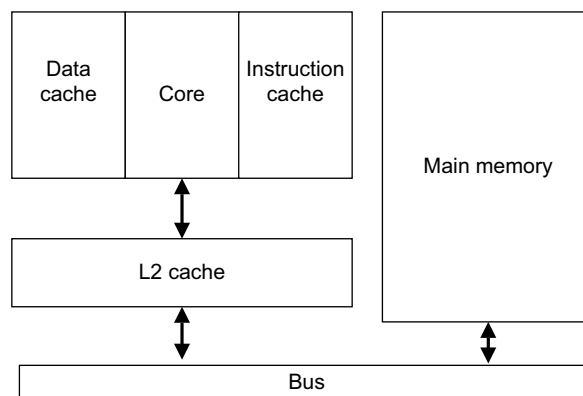 Data
cache
Core
Instruction
cache
Main memory
L2 cache
Bus